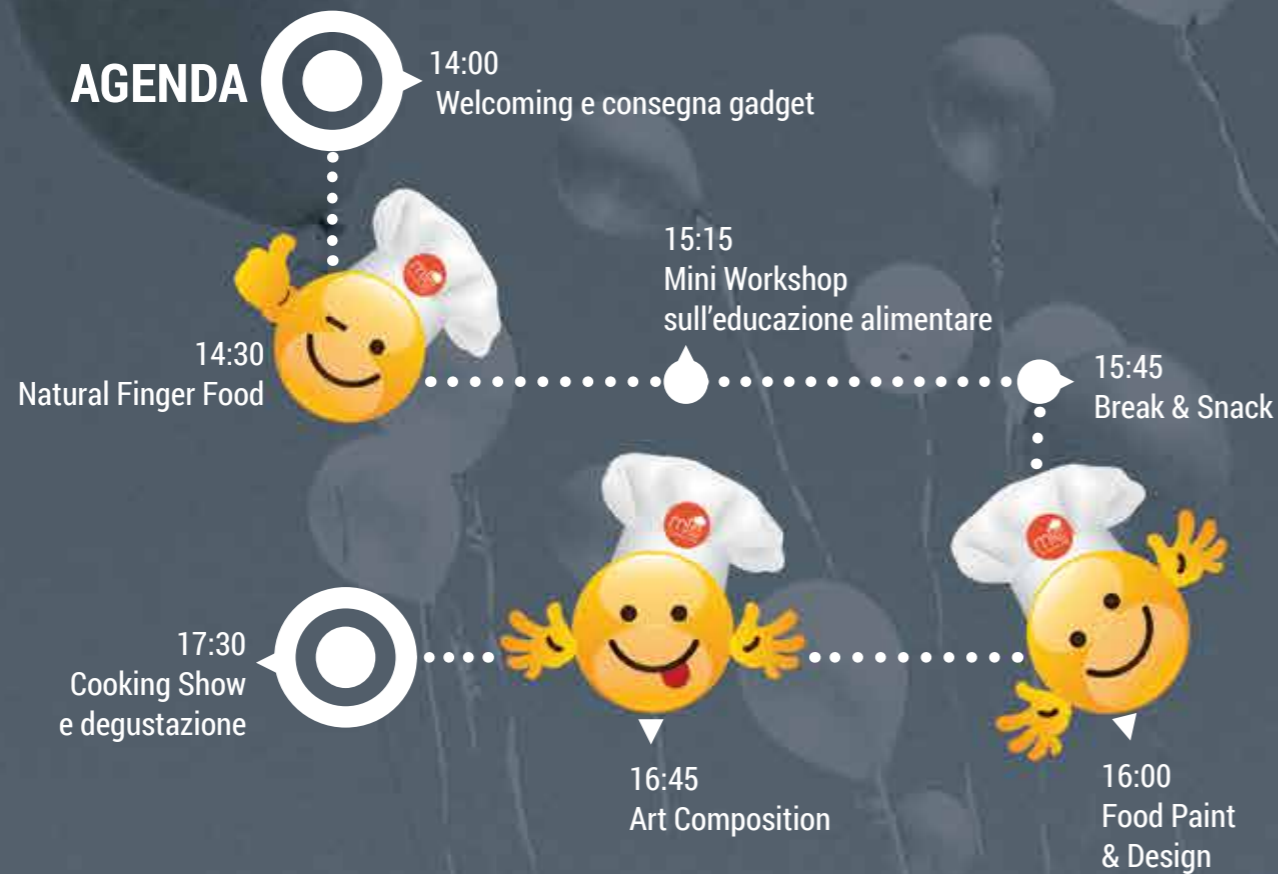 AGENDA
14:00
Welcoming e consegna gadget
14:30
Natural Finger Food
15:15
Mini Workshop
sull'educazione alimentare
15:45
Break & Snack
16:00
Food Paint
& Design
16:45
Art Composition
17:30
Cooking Show
e degustazione